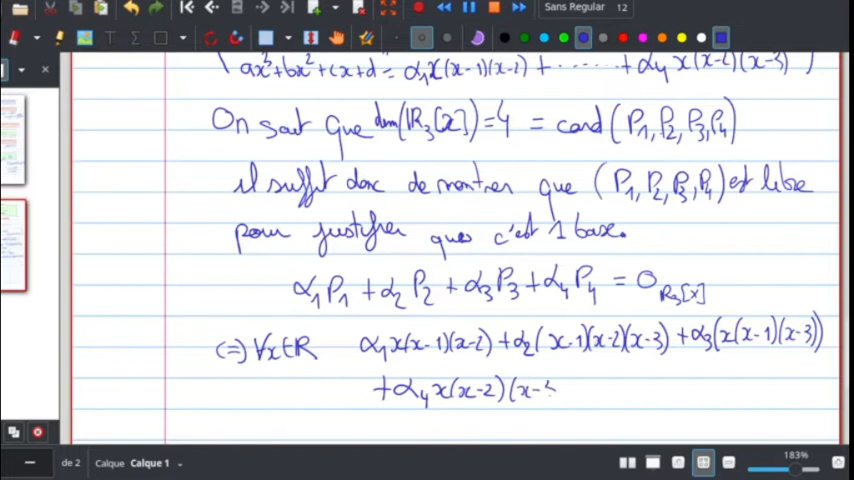 Sans Regular 12
ax³+bx²+cx+d = α₁x(x-1)(x-2) + ...... + α₄ x(x-2)(x-3)
On sait que dim(ℝ₃[x])=4 = card(P₁, P₂, P₃, P₄)
il suffit donc de montrer que (P₁, P₂, P₃, P₄) est libre
pour justifier que c'est 1 base.
α₁P₁ + α₂P₂ + α₃P₃ + α₄P₄ = 0_ℝ₃[x]
(=) ∀x∈ℝ α₁x(x-1)(x-2) + α₂(x-1)(x-2)(x-3) + α₃(x(x-1)(x-3))
+α₄x(x-2)(x-
de 2 Calque Calque 1 183%